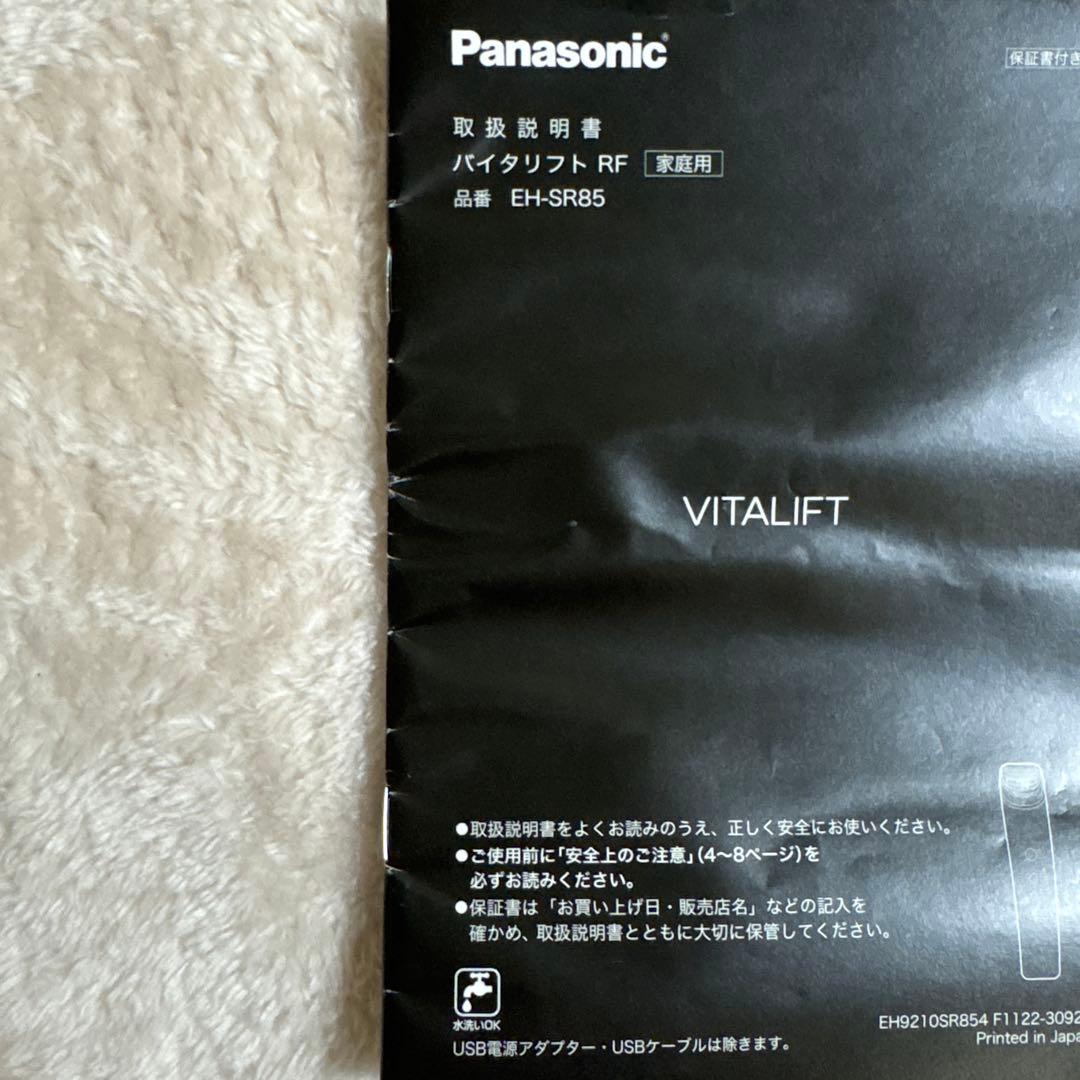 Panasonic®
保証書付き
取扱説明書
バイタリフト RF 家庭用
品番 EH-SR85
VITALIFT
●取扱説明書をよくお読みのうえ、正しく安全にお使いください。
●ご使用前に「安全上のご注意」(4〜8ページ)を
必ずお読みください。
●保証書は「お買い上げ日・販売店名」などの記入を
確かめ、取扱説明書とともに大切に保管してください。
水洗いOK
USB電源アダプター・USBケーブルは除きます。
EH9210SR854 F1122-3092
Printed in Japa